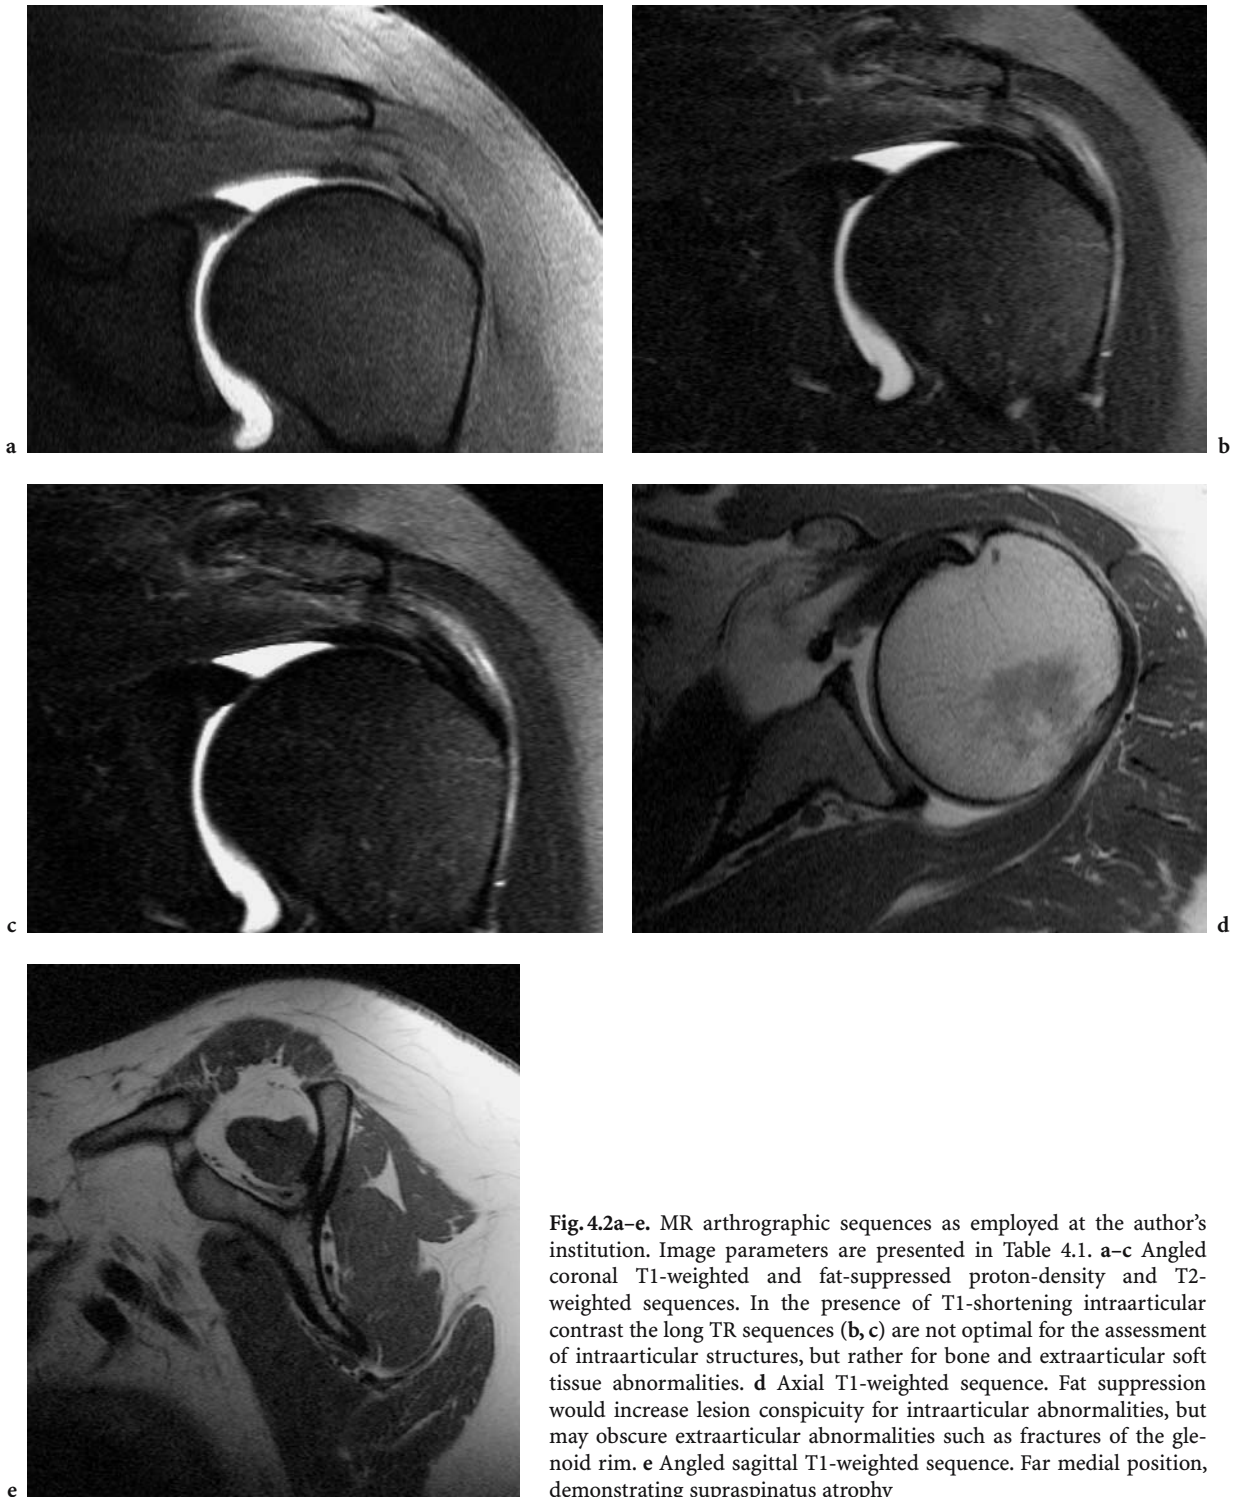 a
b
c
d
e
Fig. 4.2a–e. MR arthrographic sequences as employed at the author’s
institution. Image parameters are presented in Table 4.1. a–c Angled
coronal T1-weighted and fat-suppressed proton-density and T2-
weighted sequences. In the presence of T1-shortening intraarticular
contrast the long TR sequences (b, c) are not optimal for the assessment
of intraarticular structures, but rather for bone and extraarticular soft
tissue abnormalities. d Axial T1-weighted sequence. Fat suppression
would increase lesion conspicuity for intraarticular abnormalities, but
may obscure extraarticular abnormalities such as fractures of the gle-
noid rim. e Angled sagittal T1-weighted sequence. Far medial position,
demonstrating supraspinatus atrophy